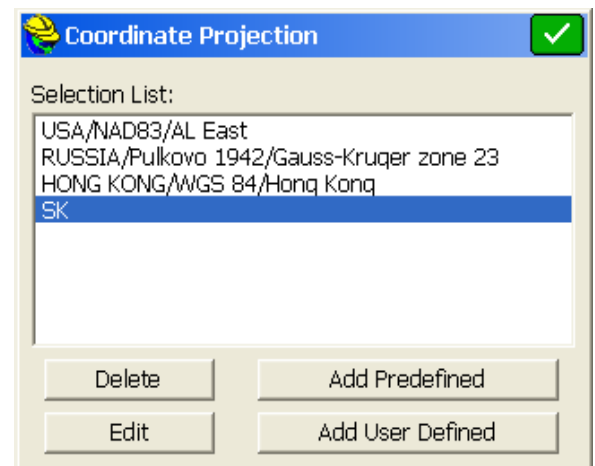 Coordinate Projection
Selection List:
USA/NAD83/AL East
RUSSIA/Pulkovo 1942/Gauss-Kruger zone 23
HONG KONG/WGS 84/Hong Kong
SK
Delete
Add Predefined
Edit
Add User Defined